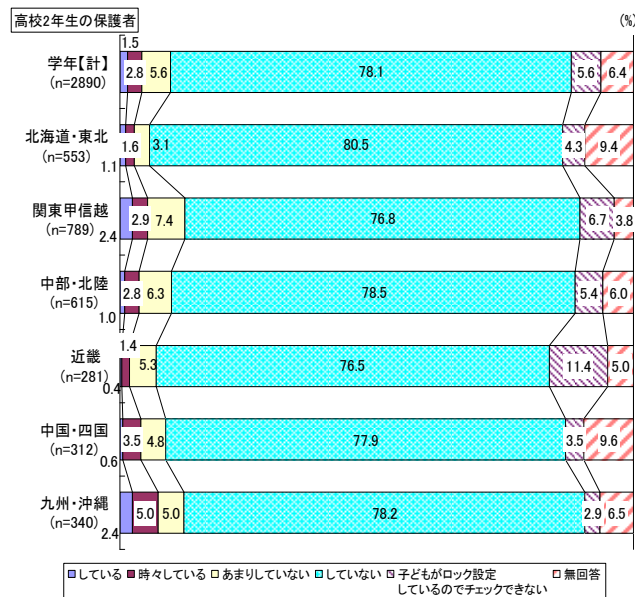 高校2年生の保護者
(%)
1.5
学年【計】
(n=2890)
2.8 5.6 78.1 5.6 6.4
北海道・東北
(n=553)
1.1
1.6 3.1 80.5 4.3 9.4
関東甲信越
(n=789)
2.4
2.9 7.4 76.8 6.7 3.8
中部・北陸
(n=615)
1.0
2.8 6.3 78.5 5.4 6.0
1.4
近畿
(n=281)
0.4
5.3 76.5 11.4 5.0
中国・四国
(n=312)
0.6
3.5 4.8 77.9 3.5 9.6
九州・沖縄
(n=340)
2.4
5.0 5.0 78.2 2.9 6.5
している 時々している あまりしていない していない 子どもがロック設定 無回答
しているのでチェックできない